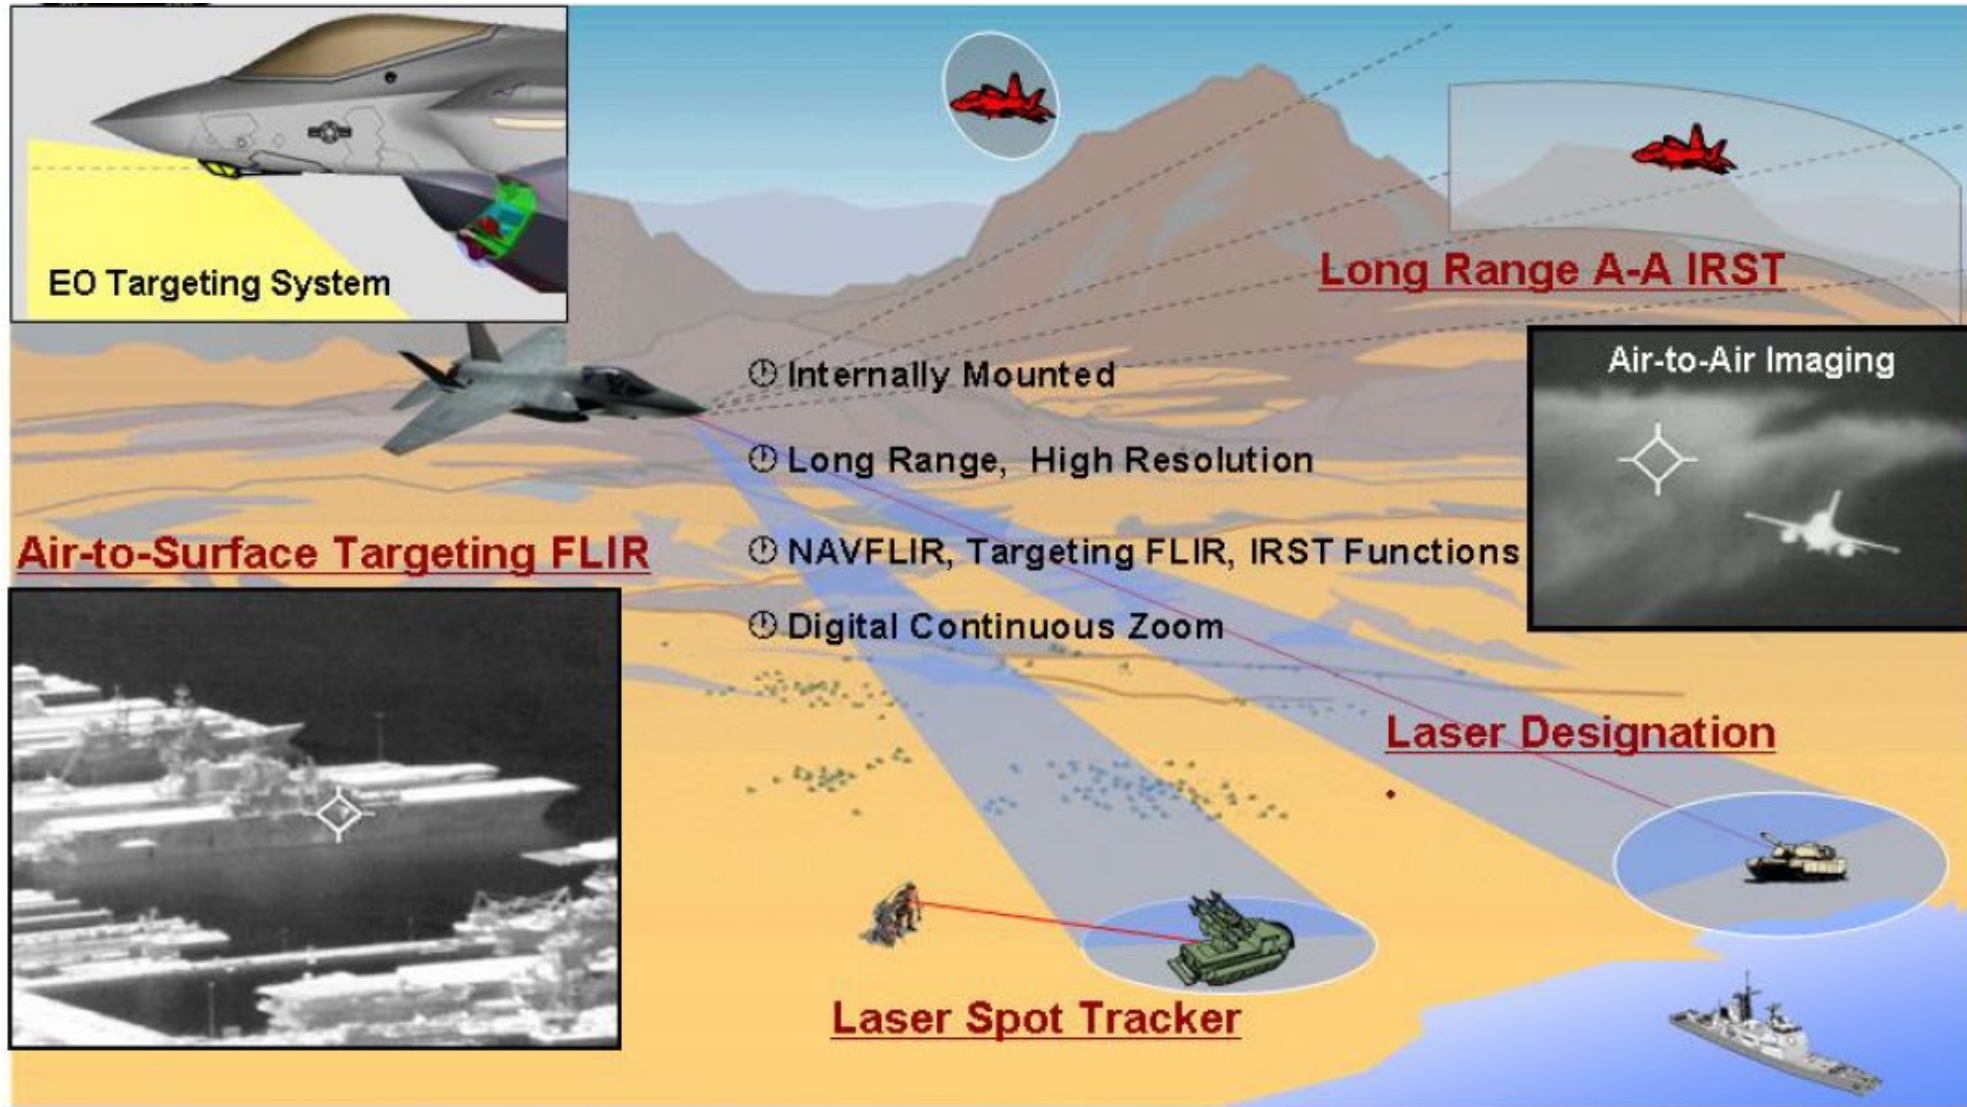 EO Targeting System
Long Range A-A IRST
Air-to-Air Imaging
Internally Mounted
Long Range, High Resolution
Air-to-Surface Targeting FLIR
NAVFLIR, Targeting FLIR, IRST Functions
Digital Continuous Zoom
Laser Designation
Laser Spot Tracker